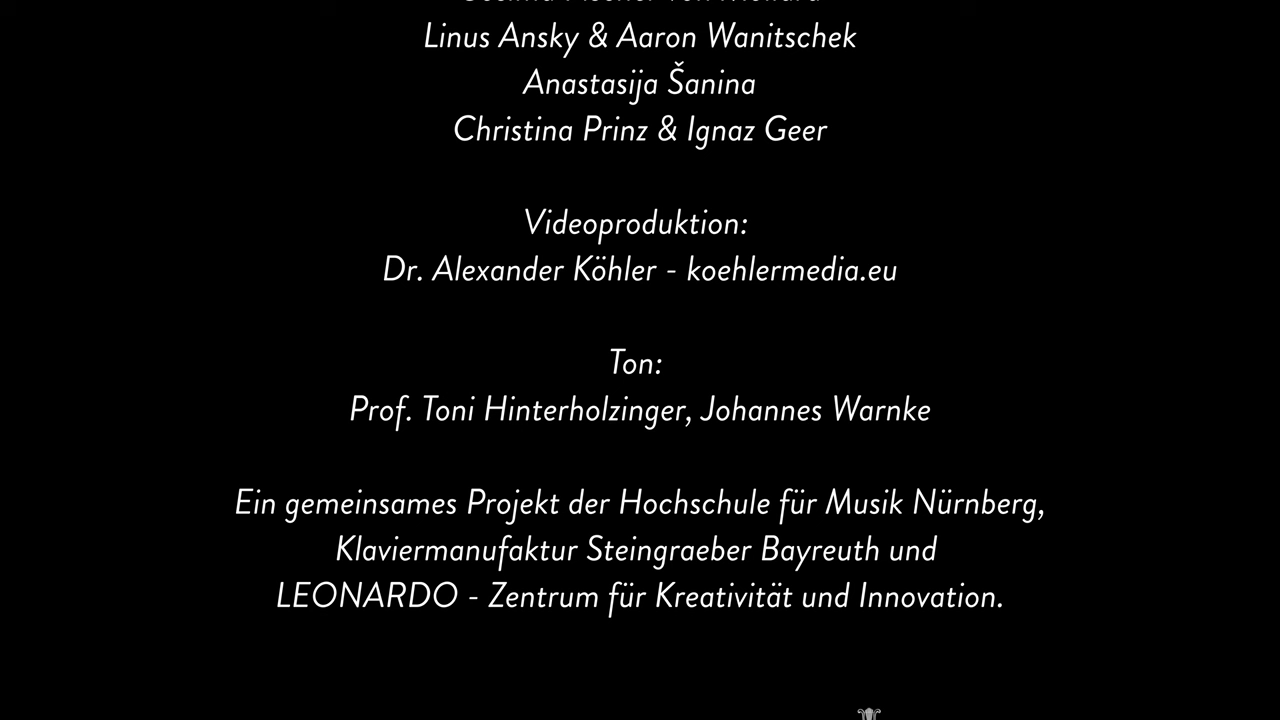 Linus Ansky & Aaron Wanitschek
Anastasija Šanina
Christina Prinz & Ignaz Geer
Videoproduktion:
Dr. Alexander Köhler - koehlermedia.eu
Ton:
Prof. Toni Hinterholzinger, Johannes Warnke
Ein gemeinsames Projekt der Hochschule für Musik Nürnberg,
Klaviermanufaktur Steingraeber Bayreuth und
LEONARDO - Zentrum für Kreativität und Innovation.